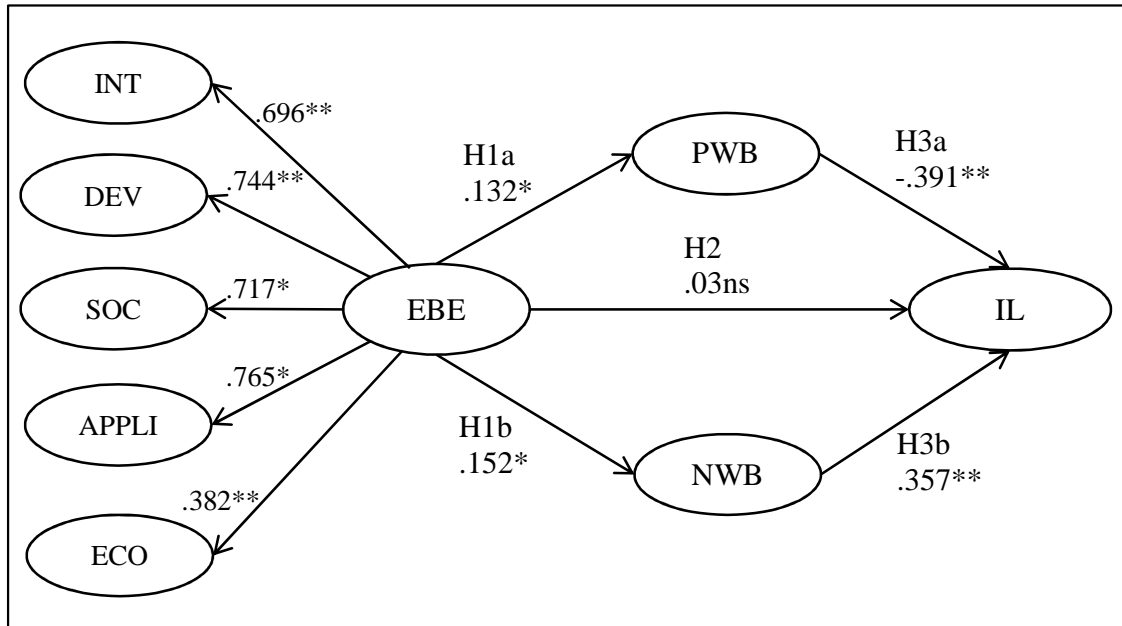 INT
.696**
DEV
.744**
SOC
.717*
APPLI
.765*
ECO
.382**
EBE
H1a
.132*
PWB
H3a
-.391**
H2
.03ns
IL
H1b
.152*
NWB
H3b
.357**